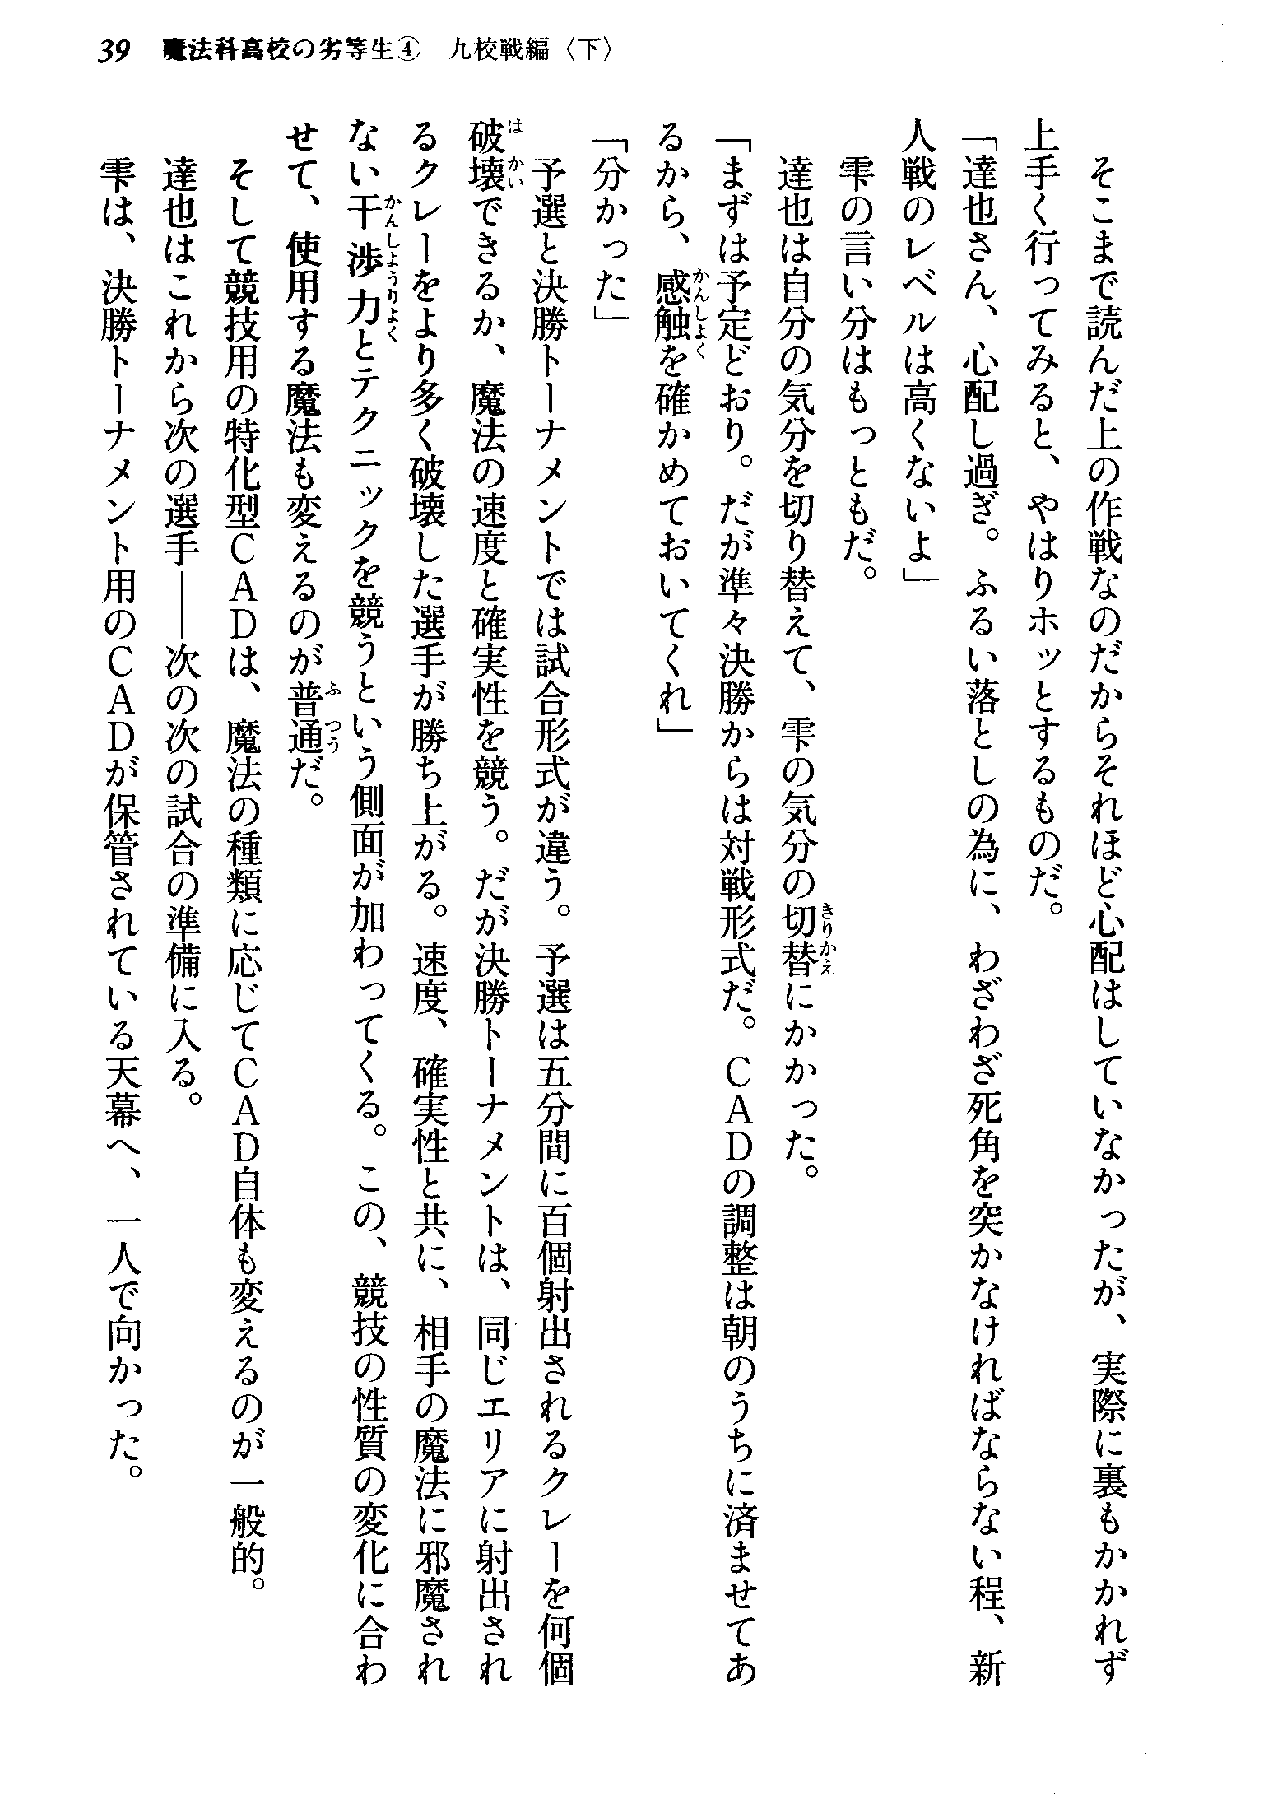 39 魔法科高校の劣等生④ 九校戦編〈下〉
そこまで読んだ上の作戦なのだからそれほど心配はしていなかったが、実際に裏もかかれず
上手く行ってみると、やはりホッとするものだ。
「達也さん、心配し過ぎ。ふるい落としの為に、わざわざ死角を突かなければならない程、新
人戦のレベルは高くないよ」
雫の言い分はもっともだ。
達也は自分の気分を切り替えて、雫の気分の切替にかかった。
「まずは予定どおり。だが準々決勝からは対戦形式だ。ＣＡＤの調整は朝のうちに済ませてあ
るから、感触を確かめておいてくれ」
「分かった」
予選と決勝トーナメントでは試合形式が違う。予選は五分間に百個射出されるクレーを何個
破壊できるか、魔法の速度と確実性を競う。だが決勝トーナメントは、同じエリアに射出され
るクレーをより多く破壊した選手が勝ち上がる。速度、確実性と共に、相手の魔法に邪魔され
ない干渉力とテクニックを競うという側面が加わってくる。この、競技の性質の変化に合わ
せて、使用する魔法も変えるのが普通だ。
そして競技用の特化型ＣＡＤは、魔法の種類に応じてＣＡＤ自体も変えるのが一般的。
達也はこれから次の選手――次の次の試合の準備に入る。
雫は、決勝トーナメント用のＣＡＤが保管されている天幕へ、一人で向かった。